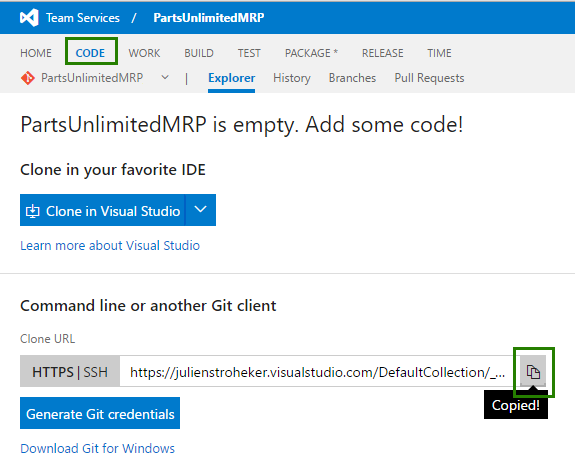 Team Services / PartsUnlimitedMRP
HOME CODE WORK BUILD TEST PACKAGE * RELEASE TIME
PartsUnlimitedMRP | Explorer History Branches Pull Requests
PartsUnlimitedMRP is empty. Add some code!
Clone in your favorite IDE
Clone in Visual Studio
Learn more about Visual Studio
Command line or another Git client
Clone URL
HTTPS | SSH https://julienstroheker.visualstudio.com/DefaultCollection/_...
Copied!
Generate Git credentials
Download Git for Windows